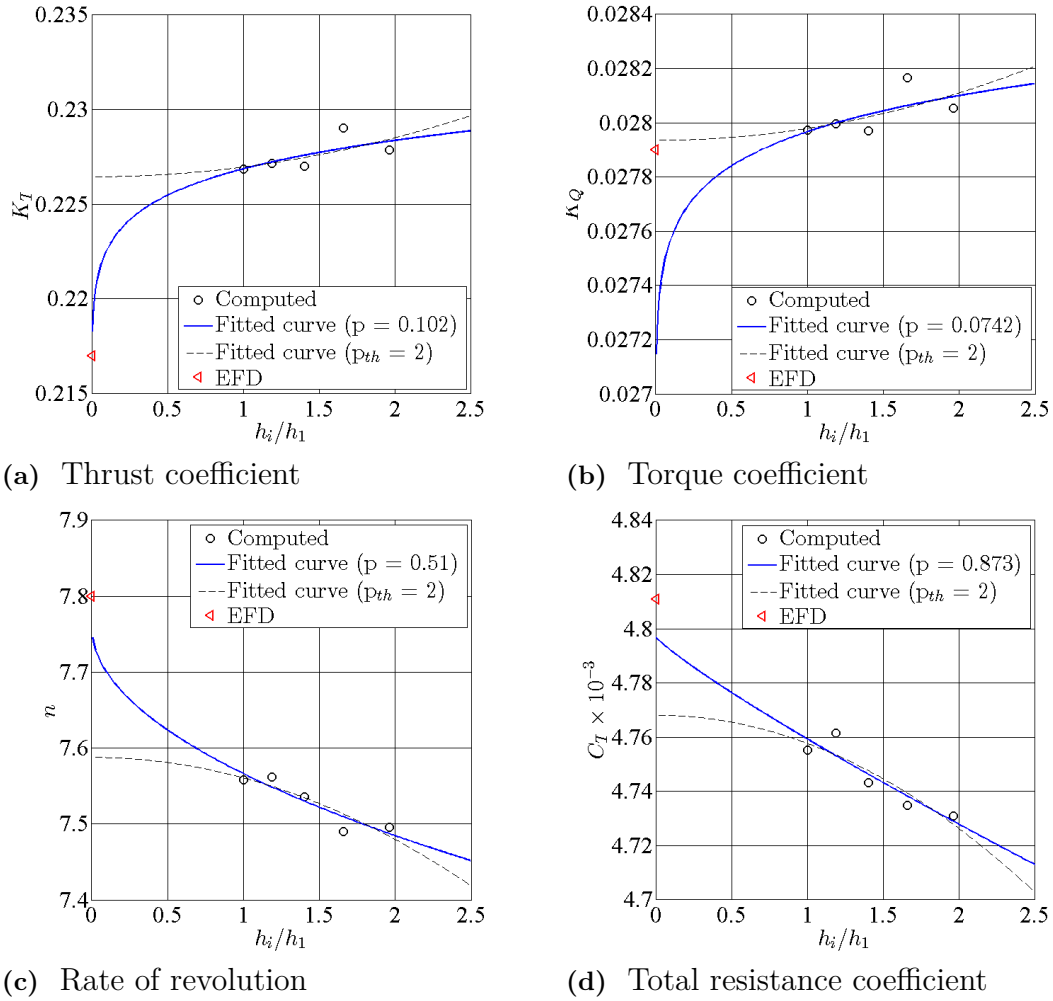 0.235
0.23
0.225
0.22
0.215
K_T
0 0.5 1 1.5 2 2.5
h_i/h_1
Computed
Fitted curve (p = 0.102)
Fitted curve (p_th = 2)
EFD
(a) Thrust coefficient
0.0284
0.0282
0.028
0.0278
0.0276
0.0274
0.0272
0.027
K_Q
0 0.5 1 1.5 2 2.5
h_i/h_1
Computed
Fitted curve (p = 0.0742)
Fitted curve (p_th = 2)
EFD
(b) Torque coefficient
7.9
7.8
7.7
7.6
7.5
7.4
n
0 0.5 1 1.5 2 2.5
h_i/h_1
Computed
Fitted curve (p = 0.51)
Fitted curve (p_th = 2)
EFD
(c) Rate of revolution
4.84
4.82
4.8
4.78
4.76
4.74
4.72
4.7
C_T × 10^−3
0 0.5 1 1.5 2 2.5
h_i/h_1
Computed
Fitted curve (p = 0.873)
Fitted curve (p_th = 2)
EFD
(d) Total resistance coefficient